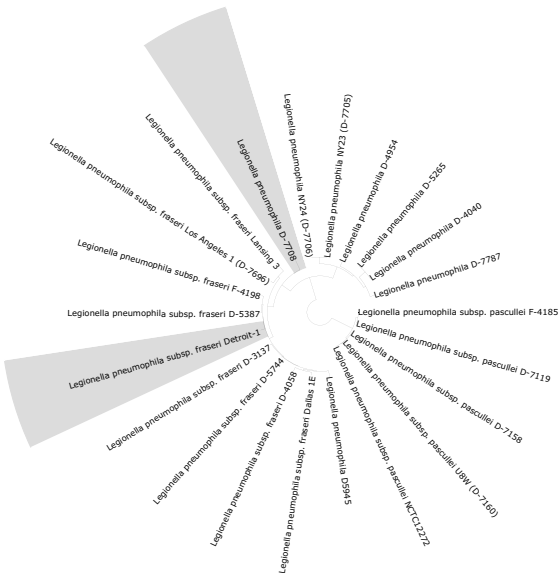 Legionella pneumophila NY24 (D-7706)
Legionella pneumophila NY23 (D-7705)
Legionella pneumophila D-4954
Legionella pneumophila D-5265
Legionella pneumophila D-4040
Legionella pneumophila D-7787
Legionella pneumophila subsp. pascullei F-4185
Legionella pneumophila subsp. pascullei D-7119
Legionella pneumophila subsp. pascullei D-7158
Legionella pneumophila subsp. pascullei U8W (D-7160)
Legionella pneumophila subsp. pascullei NCTC12272
Legionella pneumophila D5945
Legionella pneumophila subsp. fraseri Dallas 1E
Legionella pneumophila subsp. fraseri D-4058
Legionella pneumophila subsp. fraseri D-5744
Legionella pneumophila subsp. fraseri D-3137
Legionella pneumophila subsp. fraseri Detroit-1
Legionella pneumophila subsp. fraseri D-5387
Legionella pneumophila subsp. fraseri F-4198
Legionella pneumophila subsp. fraseri Los Angeles 1 (D-7696)
Legionella pneumophila subsp. fraseri Lansing 3
Legionella pneumophila D-7708